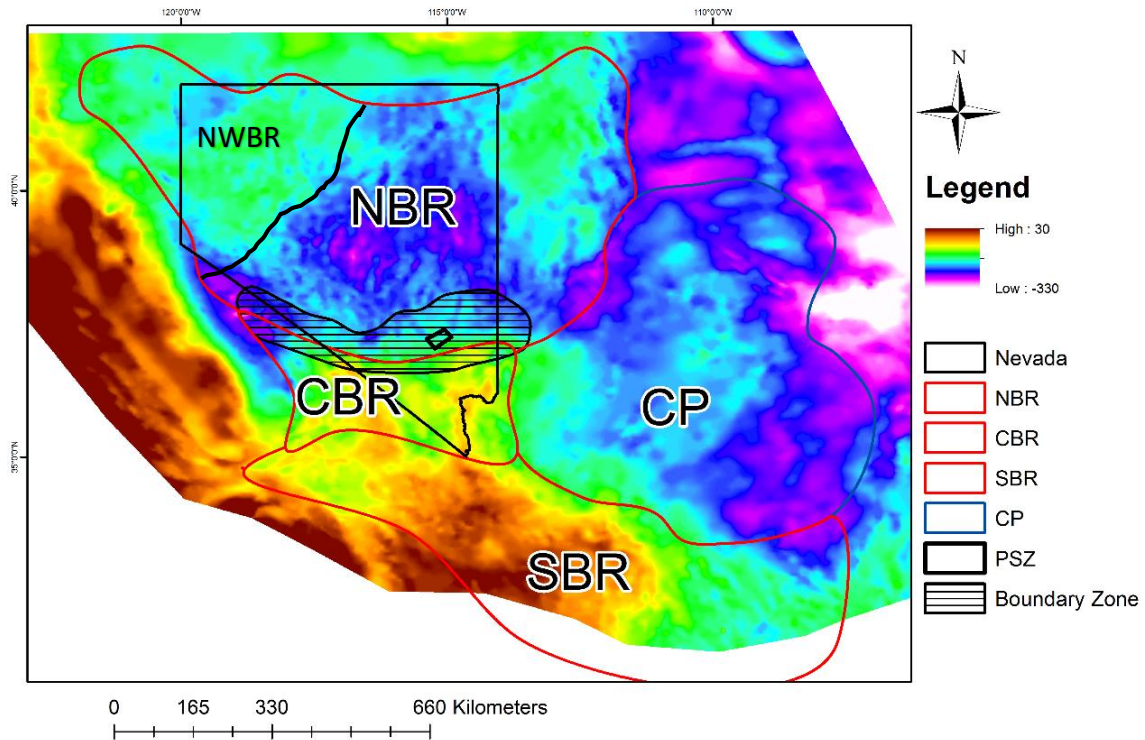 120°0'0"W
115°0'0"W
110°0'0"W
N
NWBR
40°0'0"N
NBR
Legend
High : 30
Low : -330
CBR
CP
Nevada
NBR
CBR
SBR
CP
PSZ
Boundary Zone
35°0'0"N
SBR
0 165 330 660 Kilometers